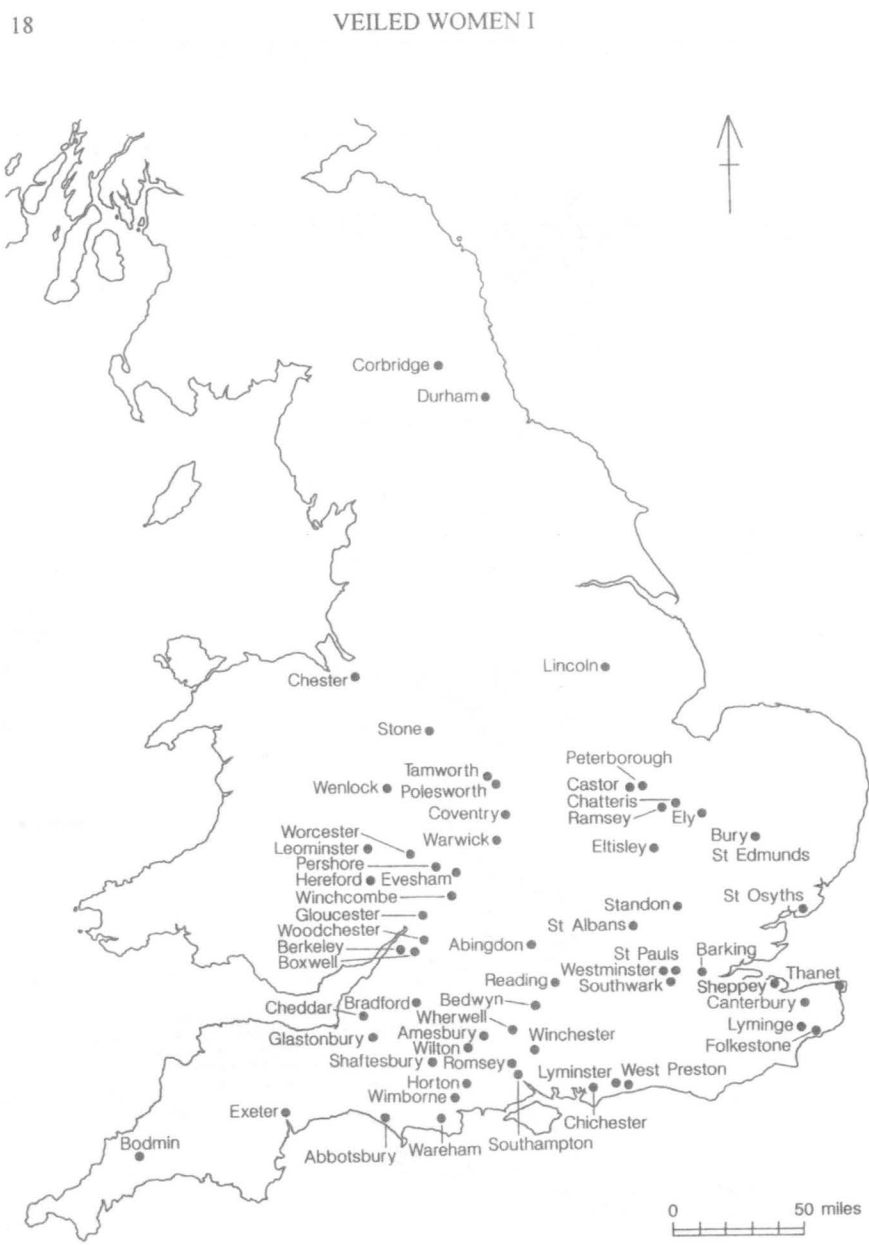 18
VEILED WOMEN I
Corbridge
Durham
Lincoln
Chester
Stone
Peterborough
Tamworth
Castor
Wenlock
Polesworth
Chatteris
Ramsey
Ely
Coventry
Worcester
Warwick
Bury
St Edmunds
Leominster
Eltisley
Pershore
Hereford
Evesham
Winchcombe
St Osyths
Standon
Gloucester
St Albans
Woodchester
Berkeley
Abingdon
St Pauls
Barking
Boxwell
Westminster
Thanet
Reading
Southwark
Sheppey
Cheddar
Bradford
Bedwyn
Canterbury
Wherwell
Glastonbury
Amesbury
Winchester
Lyminge
Wilton
Folkestone
Shaftesbury
Romsey
Lyminster
West Preston
Horton
Wimborne
Exeter
Chichester
Bodmin
Abbotsbury
Wareham
Southampton
0
50 miles